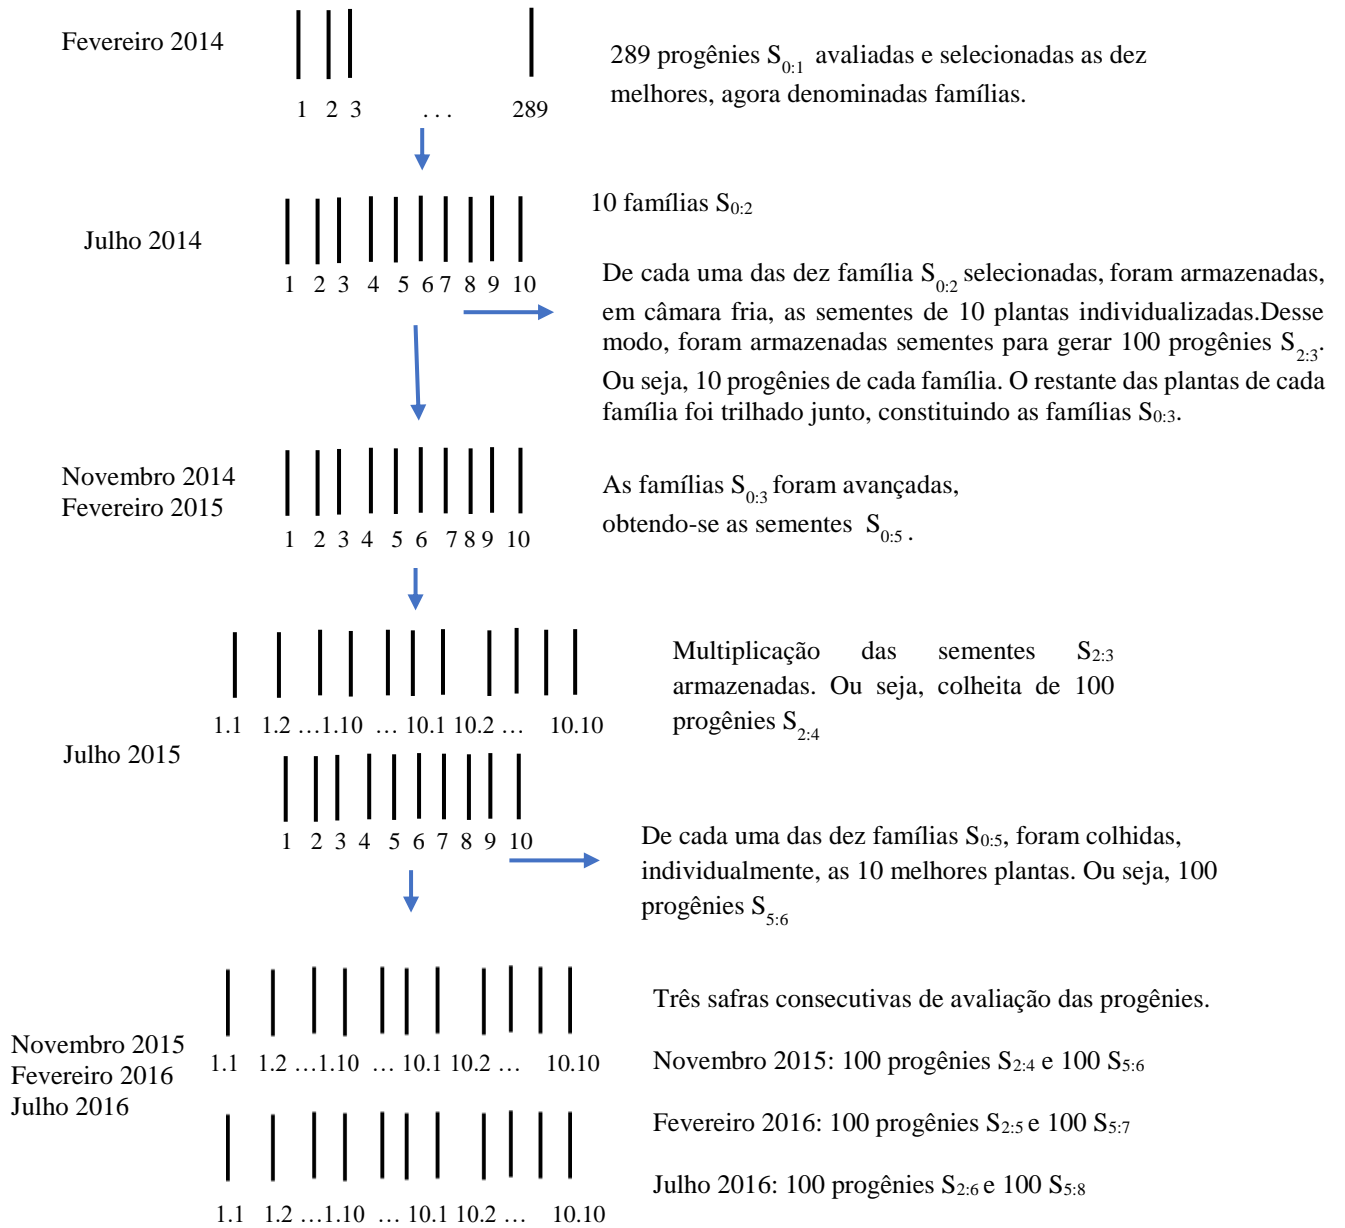 Fevereiro 2014
289 progênies S0:1 avaliadas e selecionadas as dez
melhores, agora denominadas famílias.
1 2 3 ... 289
10 famílias S0:2
Julho 2014
1 2 3 4 5 6 7 8 9 10
De cada uma das dez família S0:2 selecionadas, foram armazenadas,
em câmara fria, as sementes de 10 plantas individualizadas.Desse
modo, foram armazenadas sementes para gerar 100 progênies S2:3.
Ou seja, 10 progênies de cada família. O restante das plantas de cada
família foi trilhado junto, constituindo as famílias S0:3.
Novembro 2014
Fevereiro 2015
As famílias S0:3 foram avançadas,
obtendo-se as sementes S0:5 .
1 2 3 4 5 6 7 8 9 10
Multiplicação das sementes S2:3
armazenadas. Ou seja, colheita de 100
progênies S2:4
1.1 1.2 …1.10 … 10.1 10.2 … 10.10
Julho 2015
1 2 3 4 5 6 7 8 9 10
De cada uma das dez famílias S0:5, foram colhidas,
individualmente, as 10 melhores plantas. Ou seja, 100
progênies S5:6
Três safras consecutivas de avaliação das progênies.
Novembro 2015
Fevereiro 2016
Julho 2016
1.1 1.2 …1.10 … 10.1 10.2 … 10.10
Novembro 2015: 100 progênies S2:4 e 100 S5:6
Fevereiro 2016: 100 progênies S2:5 e 100 S5:7
Julho 2016: 100 progênies S2:6 e 100 S5:8
1.1 1.2 …1.10 … 10.1 10.2 … 10.10